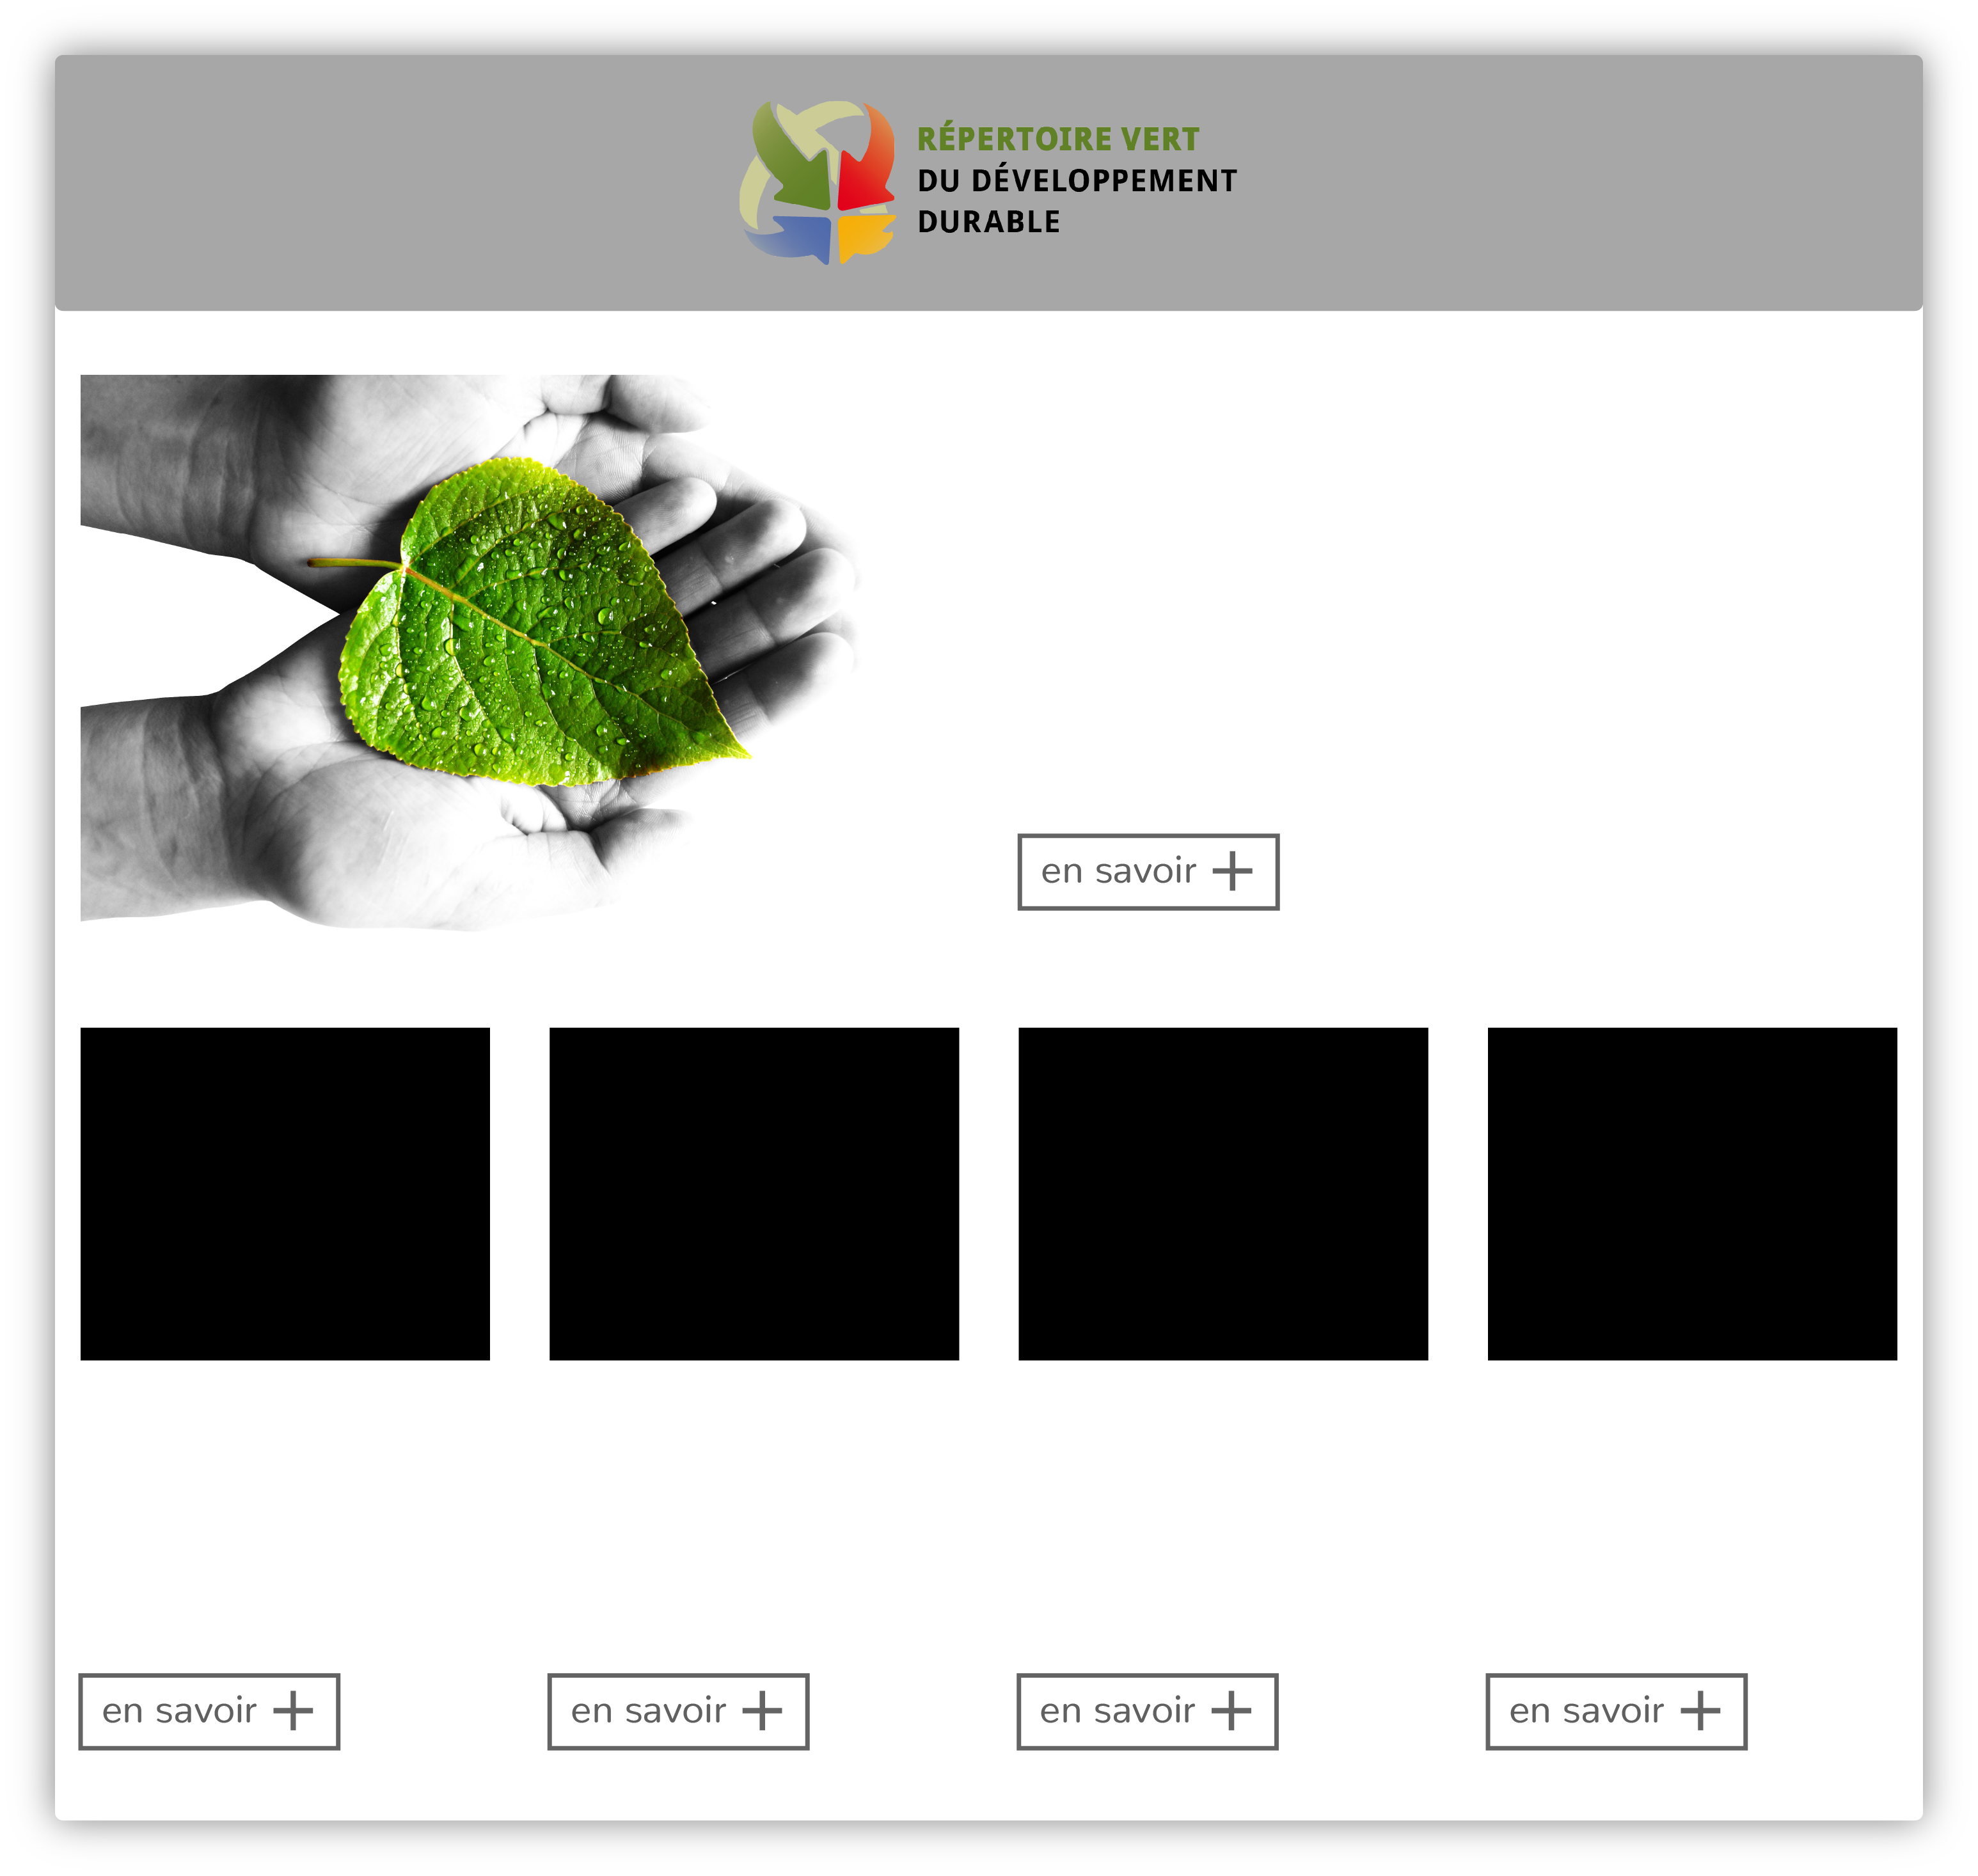 RÉPERTOIRE VERT
DU DÉVELOPPEMENT
DURABLE
en savoir +
en savoir +
en savoir +
en savoir +
en savoir +